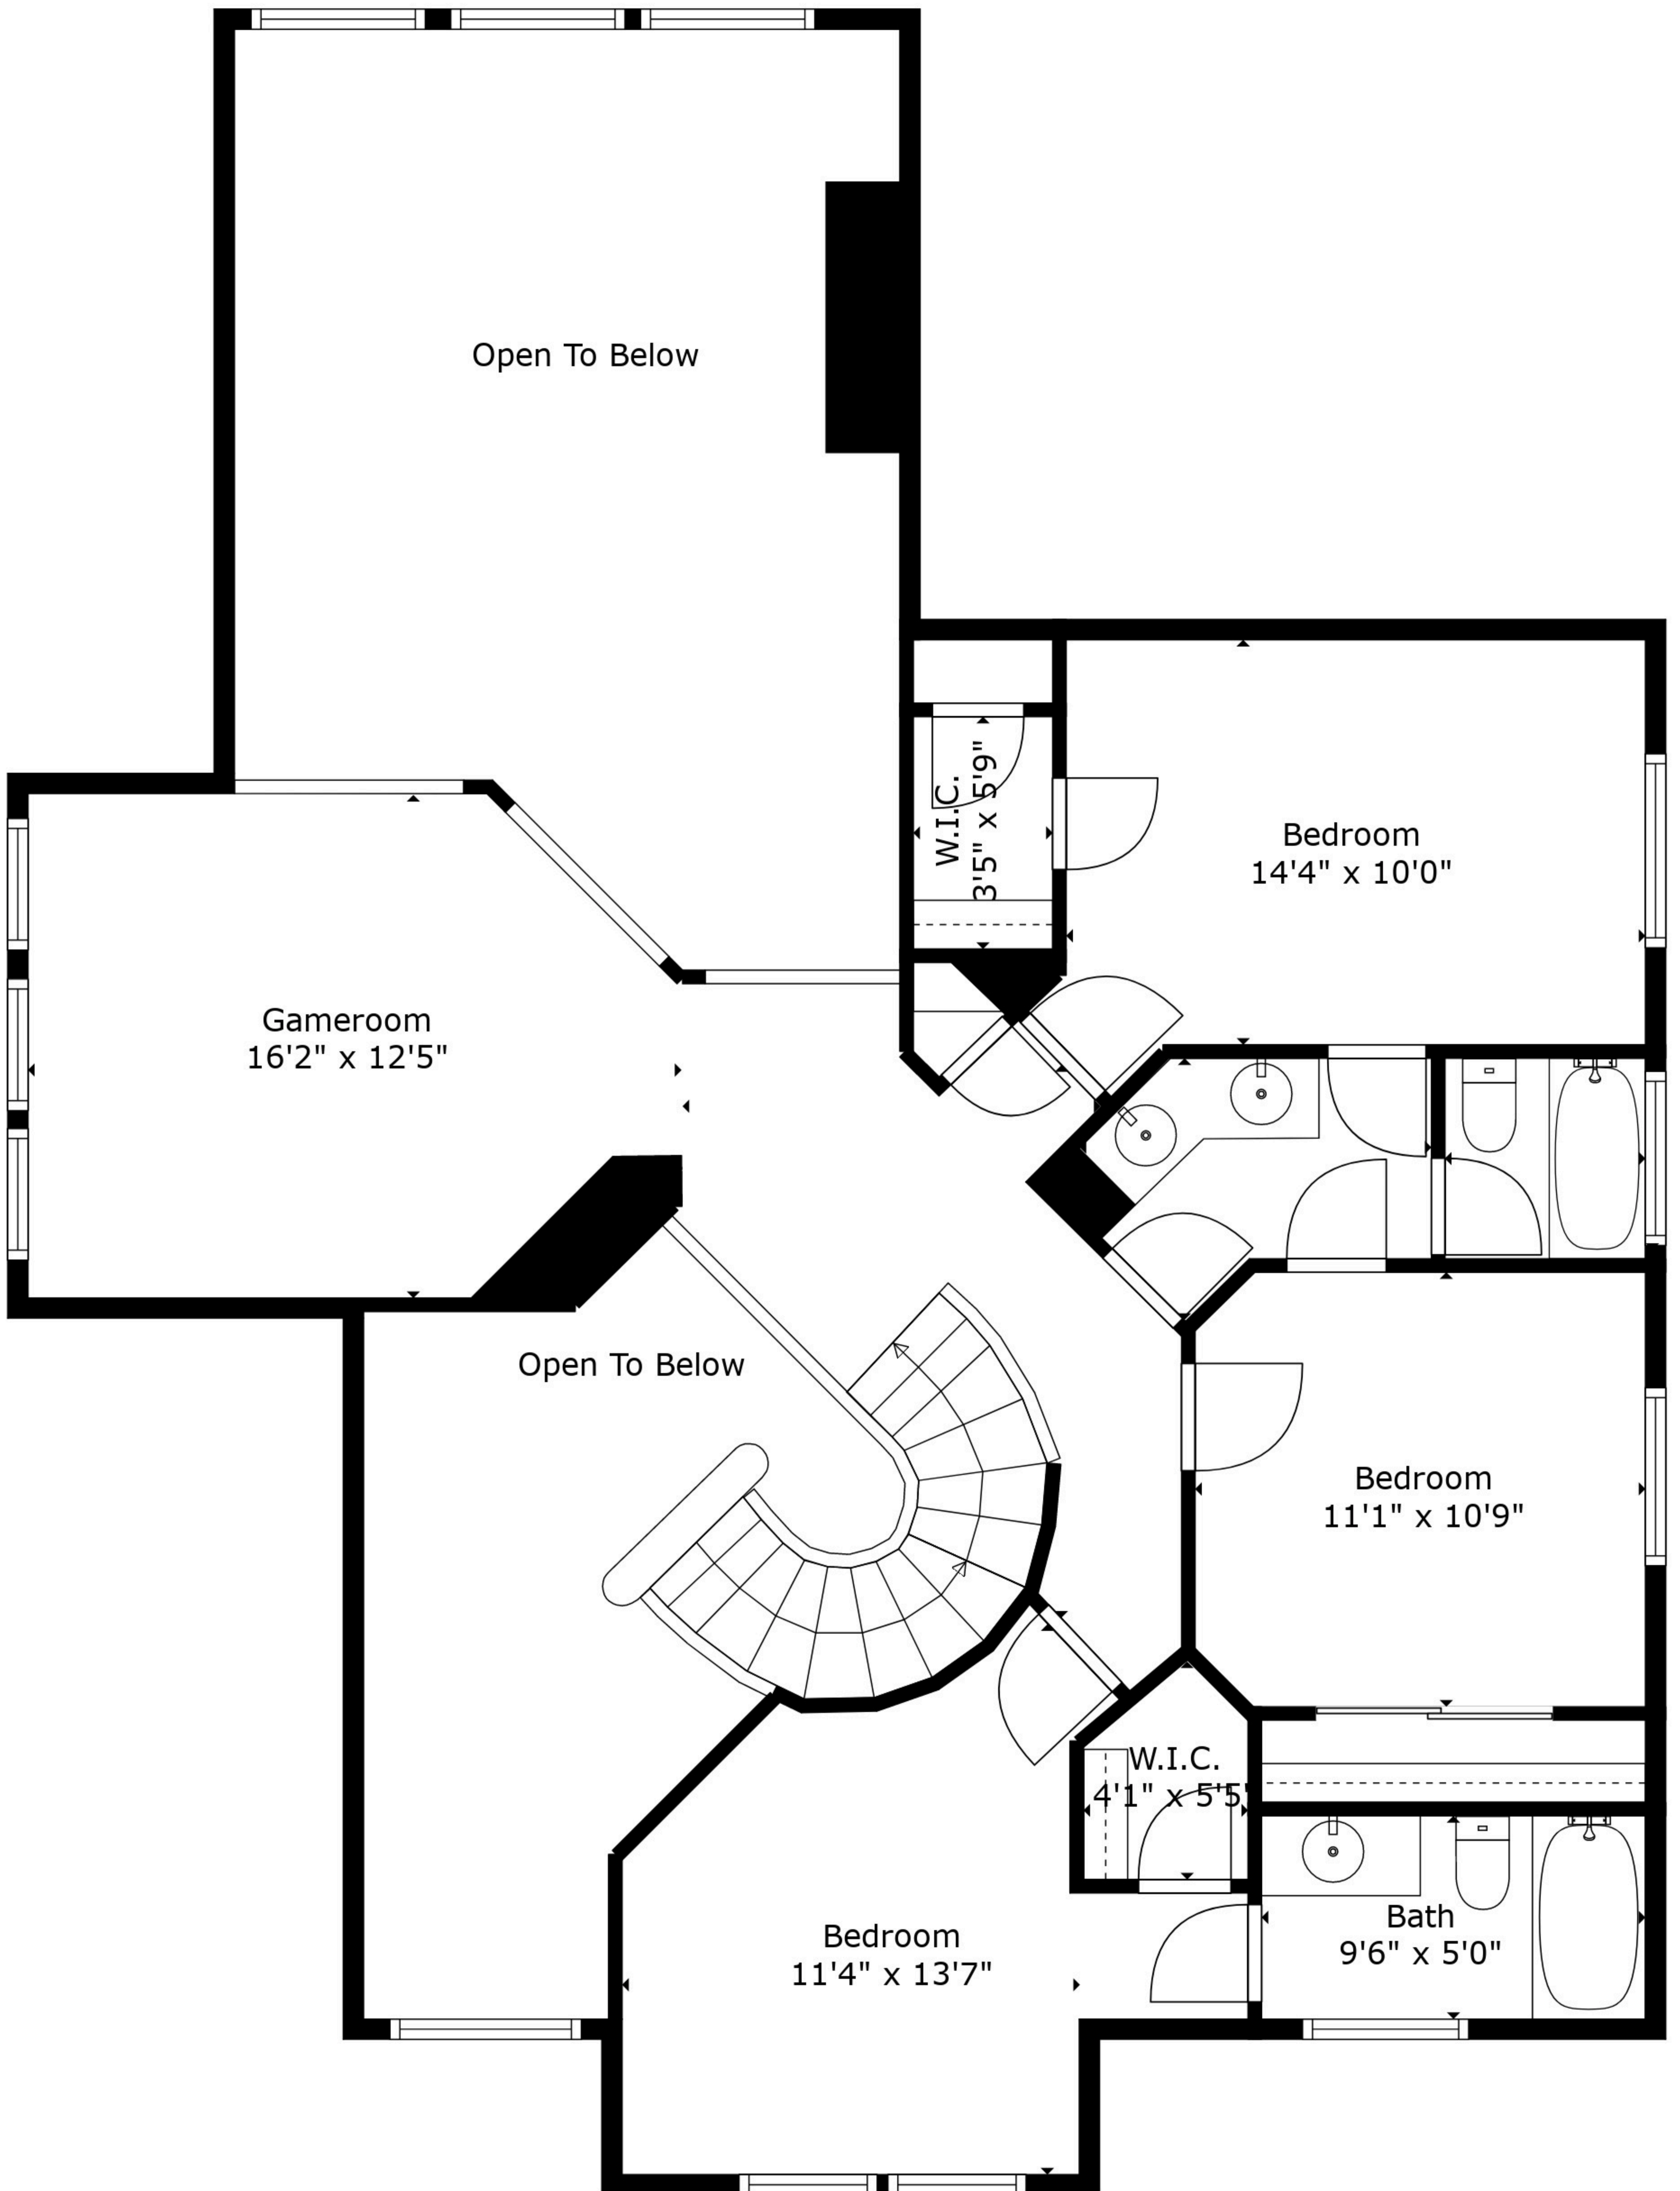 Open To Below
W.I.C.
3'5" x 5'9"
Bedroom
14'4" x 10'0"
Gameroom
16'2" x 12'5"
Open To Below
Bedroom
11'1" x 10'9"
W.I.C.
4'1" x 5'5"
Bath
9'6" x 5'0"
Bedroom
11'4" x 13'7"